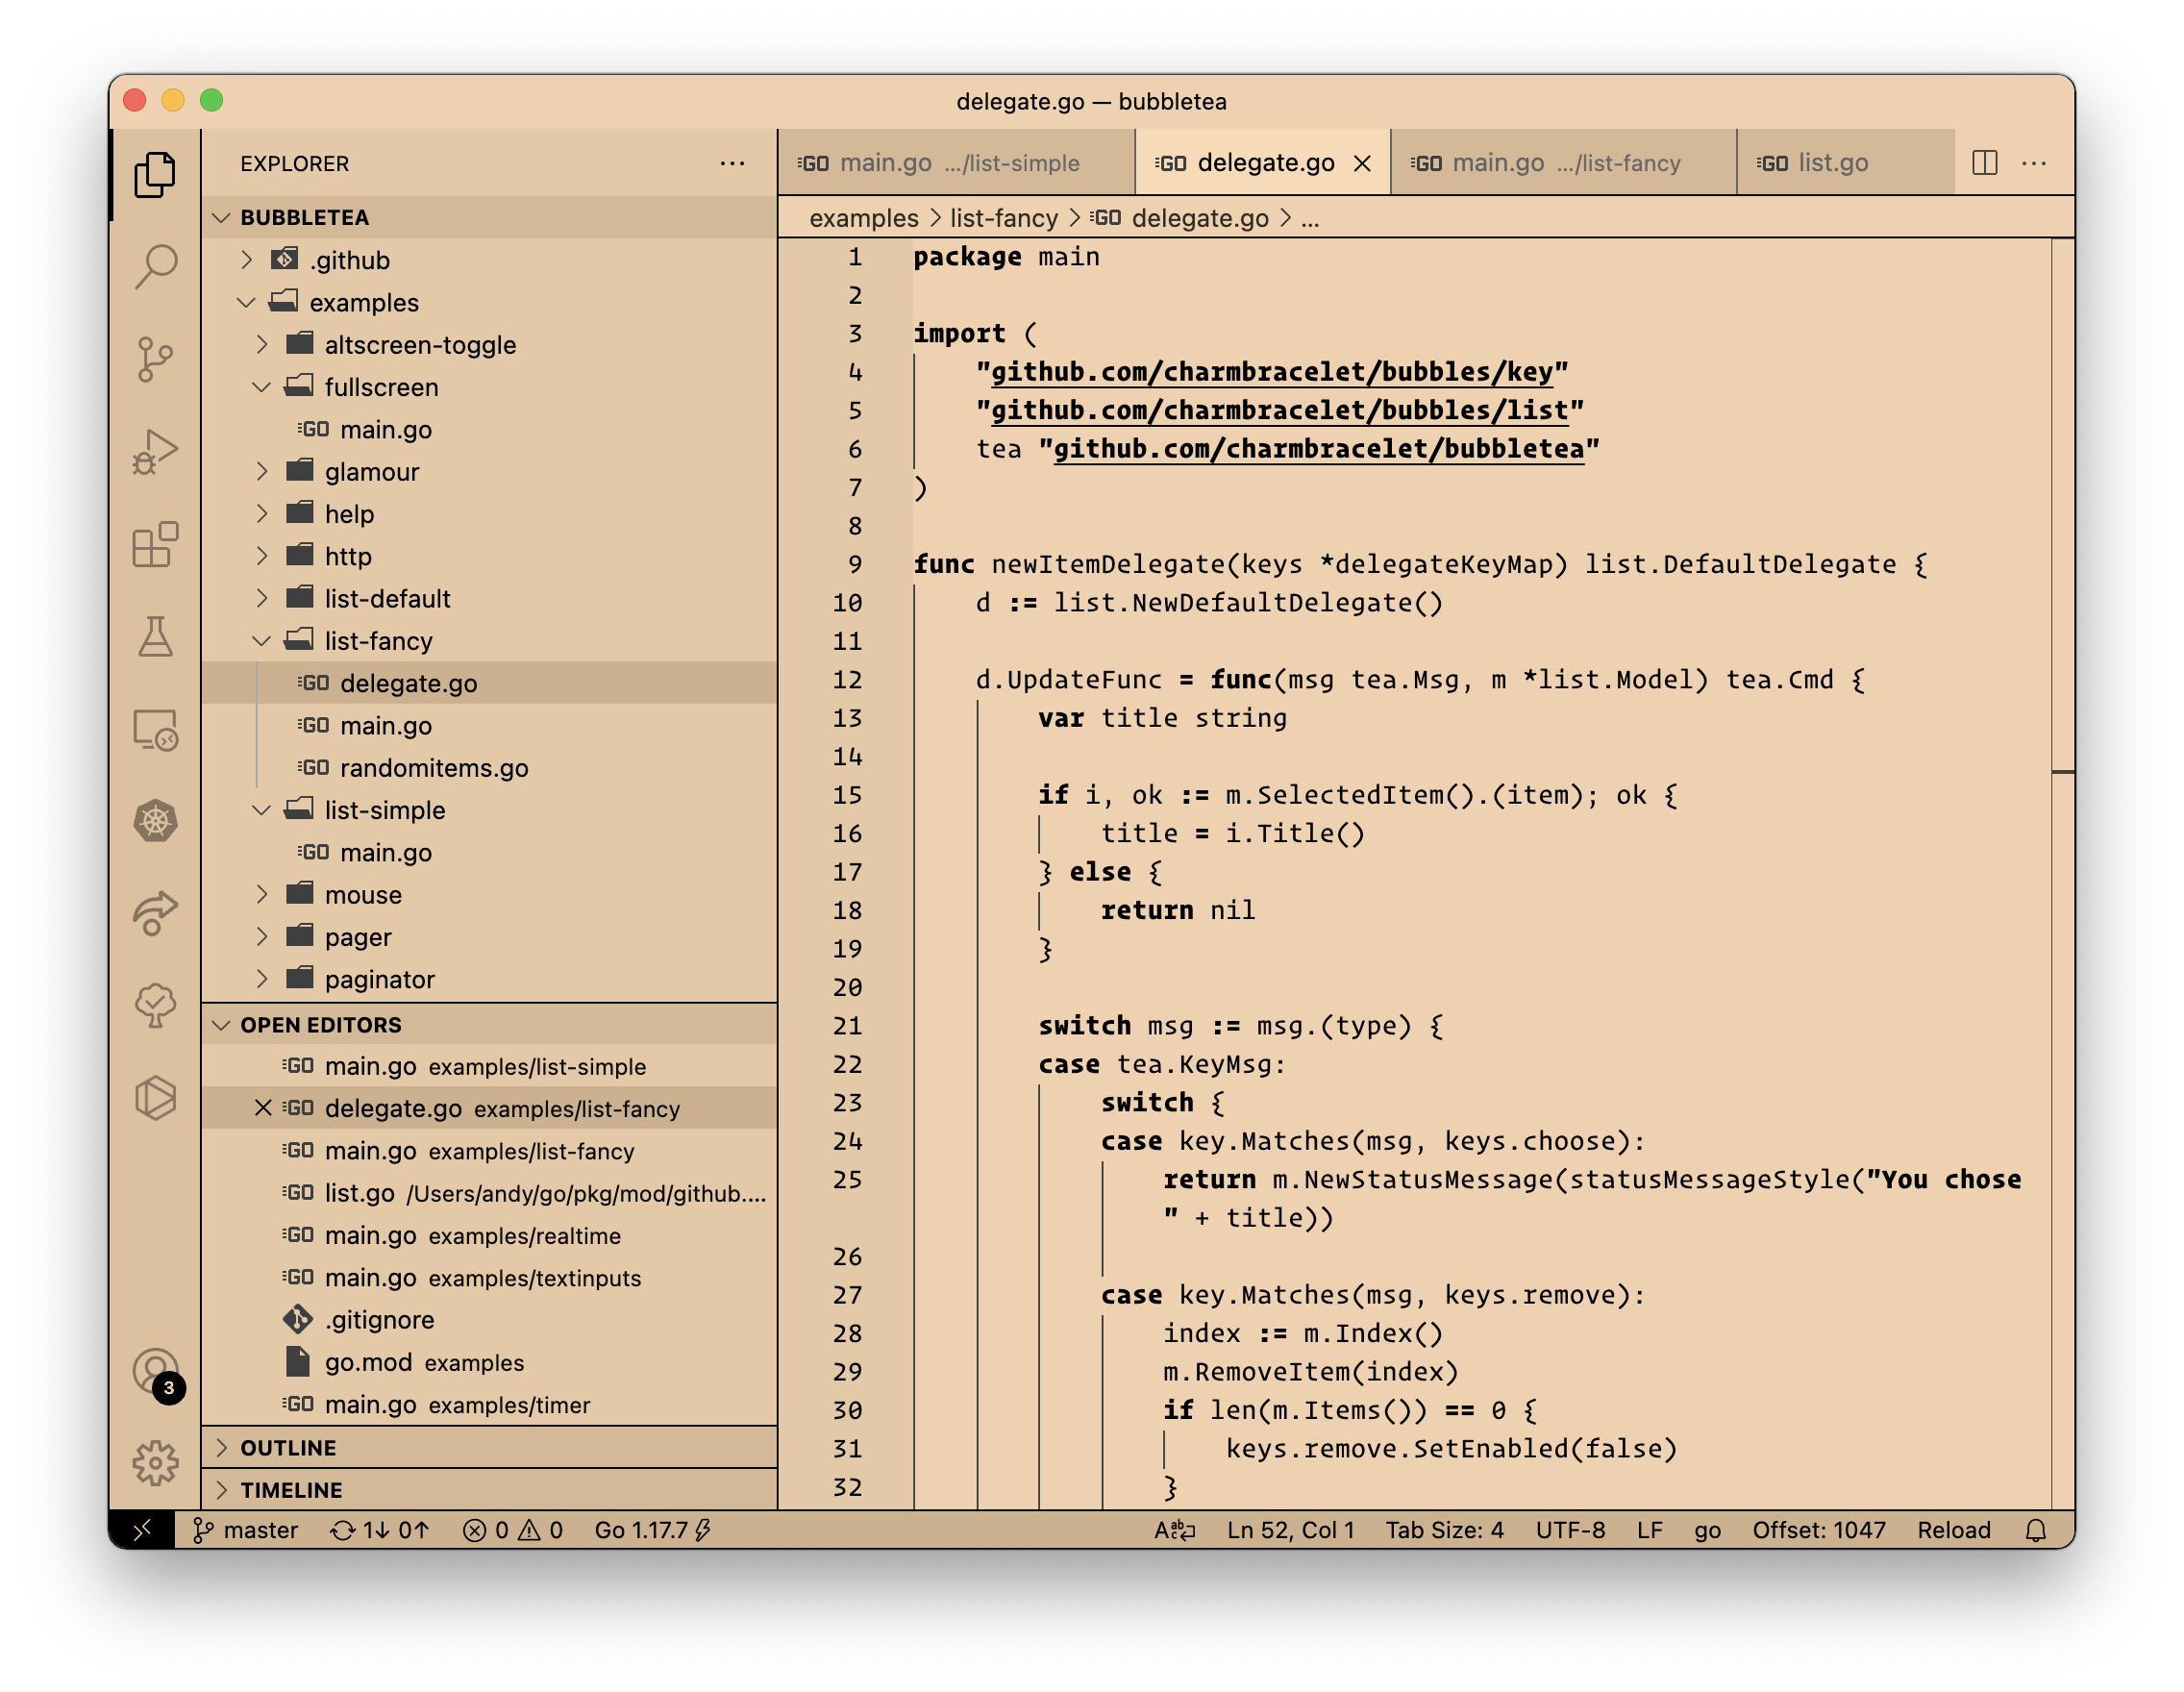 delegate.go — bubbletea
EXPLORER
BUBBLETEA
.github
examples
altscreen-toggle
fullscreen
GO main.go
glamour
help
http
list-default
list-fancy
GO delegate.go
GO main.go
GO randomitems.go
list-simple
GO main.go
mouse
pager
paginator
OPEN EDITORS
GO main.go examples/list-simple
GO delegate.go examples/list-fancy
GO main.go examples/list-fancy
GO list.go /Users/andy/go/pkg/mod/github....
GO main.go examples/realtime
GO main.go examples/textinputs
.gitignore
go.mod examples
GO main.go examples/timer
OUTLINE
TIMELINE
3
GO main.go .../list-simple
GO delegate.go
GO main.go .../list-fancy
GO list.go
examples > list-fancy > GO delegate.go > ...
1 package main
2
3 import (
4     "github.com/charmbracelet/bubbles/key"
5     "github.com/charmbracelet/bubbles/list"
6     tea "github.com/charmbracelet/bubbletea"
7 )
8
9 func newItemDelegate(keys *delegateKeyMap) list.DefaultDelegate {
10     d := list.NewDefaultDelegate()
11
12     d.UpdateFunc = func(msg tea.Msg, m *list.Model) tea.Cmd {
13         var title string
14
15         if i, ok := m.SelectedItem().(item); ok {
16             title = i.Title()
17         } else {
18             return nil
19         }
20
21         switch msg := msg.(type) {
22         case tea.KeyMsg:
23             switch {
24             case key.Matches(msg, keys.choose):
25                 return m.NewStatusMessage(statusMessageStyle("You chose
" + title))
26
27             case key.Matches(msg, keys.remove):
28                 index := m.Index()
29                 m.RemoveItem(index)
30                 if len(m.Items()) == 0 {
31                     keys.remove.SetEnabled(false)
32                 }
master 1↓ 0↑ 0 0 Go 1.17.7 Ln 52, Col 1 Tab Size: 4 UTF-8 LF go Offset: 1047 Reload